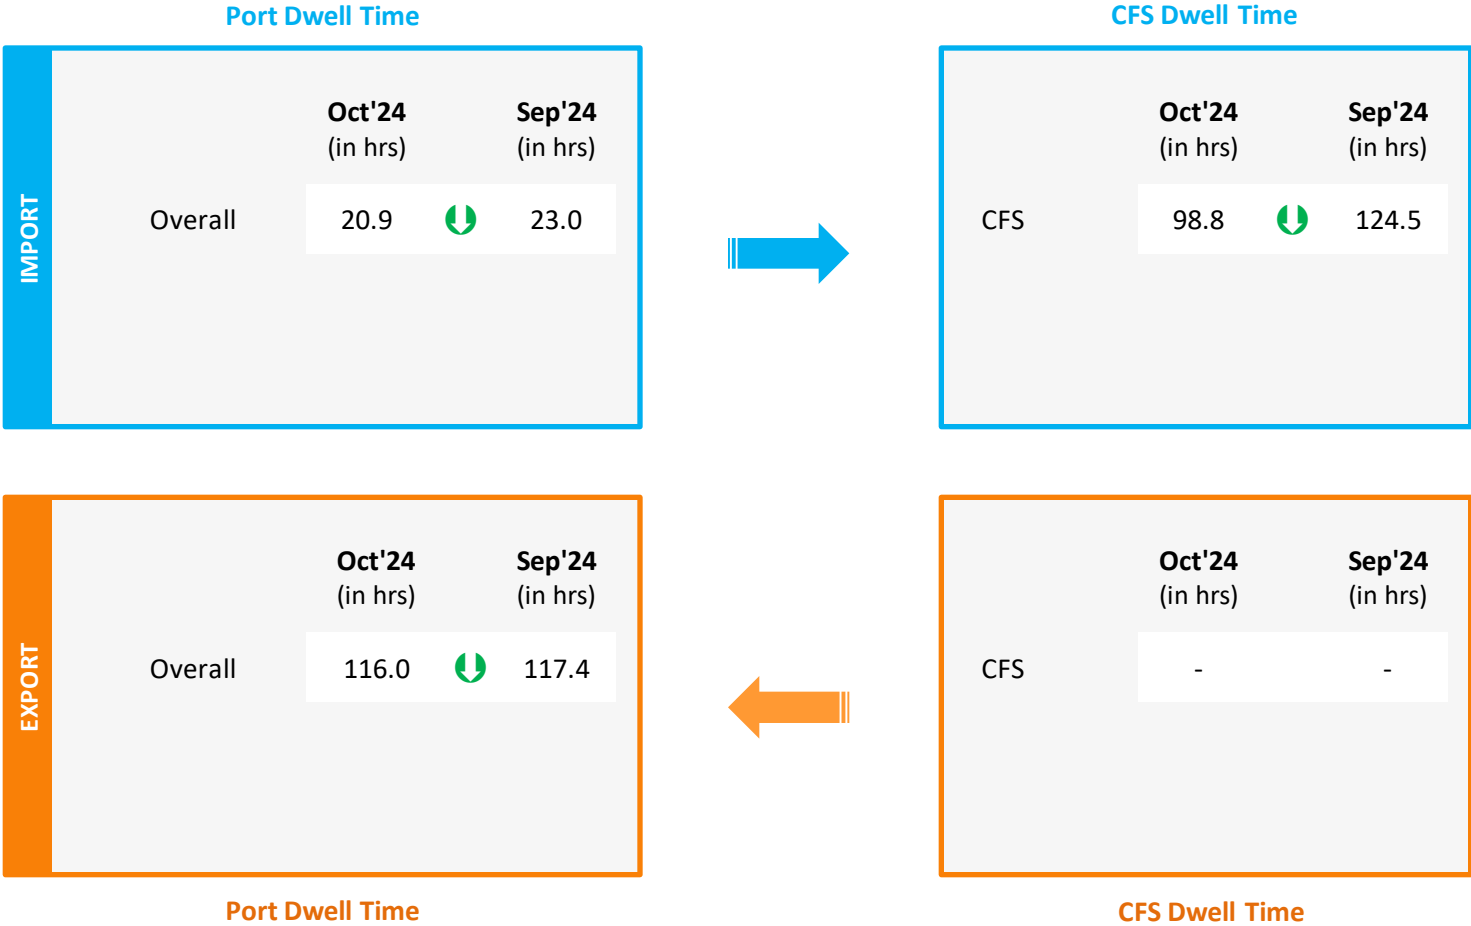 Port Dwell Time
CFS Dwell Time
IMPORT
Oct'24 Sep'24
(in hrs) (in hrs)
Overall 20.9 23.0
Oct'24 Sep'24
(in hrs) (in hrs)
CFS 98.8 124.5
EXPORT
Oct'24 Sep'24
(in hrs) (in hrs)
Overall 116.0 117.4
Oct'24 Sep'24
(in hrs) (in hrs)
CFS - -
Port Dwell Time
CFS Dwell Time